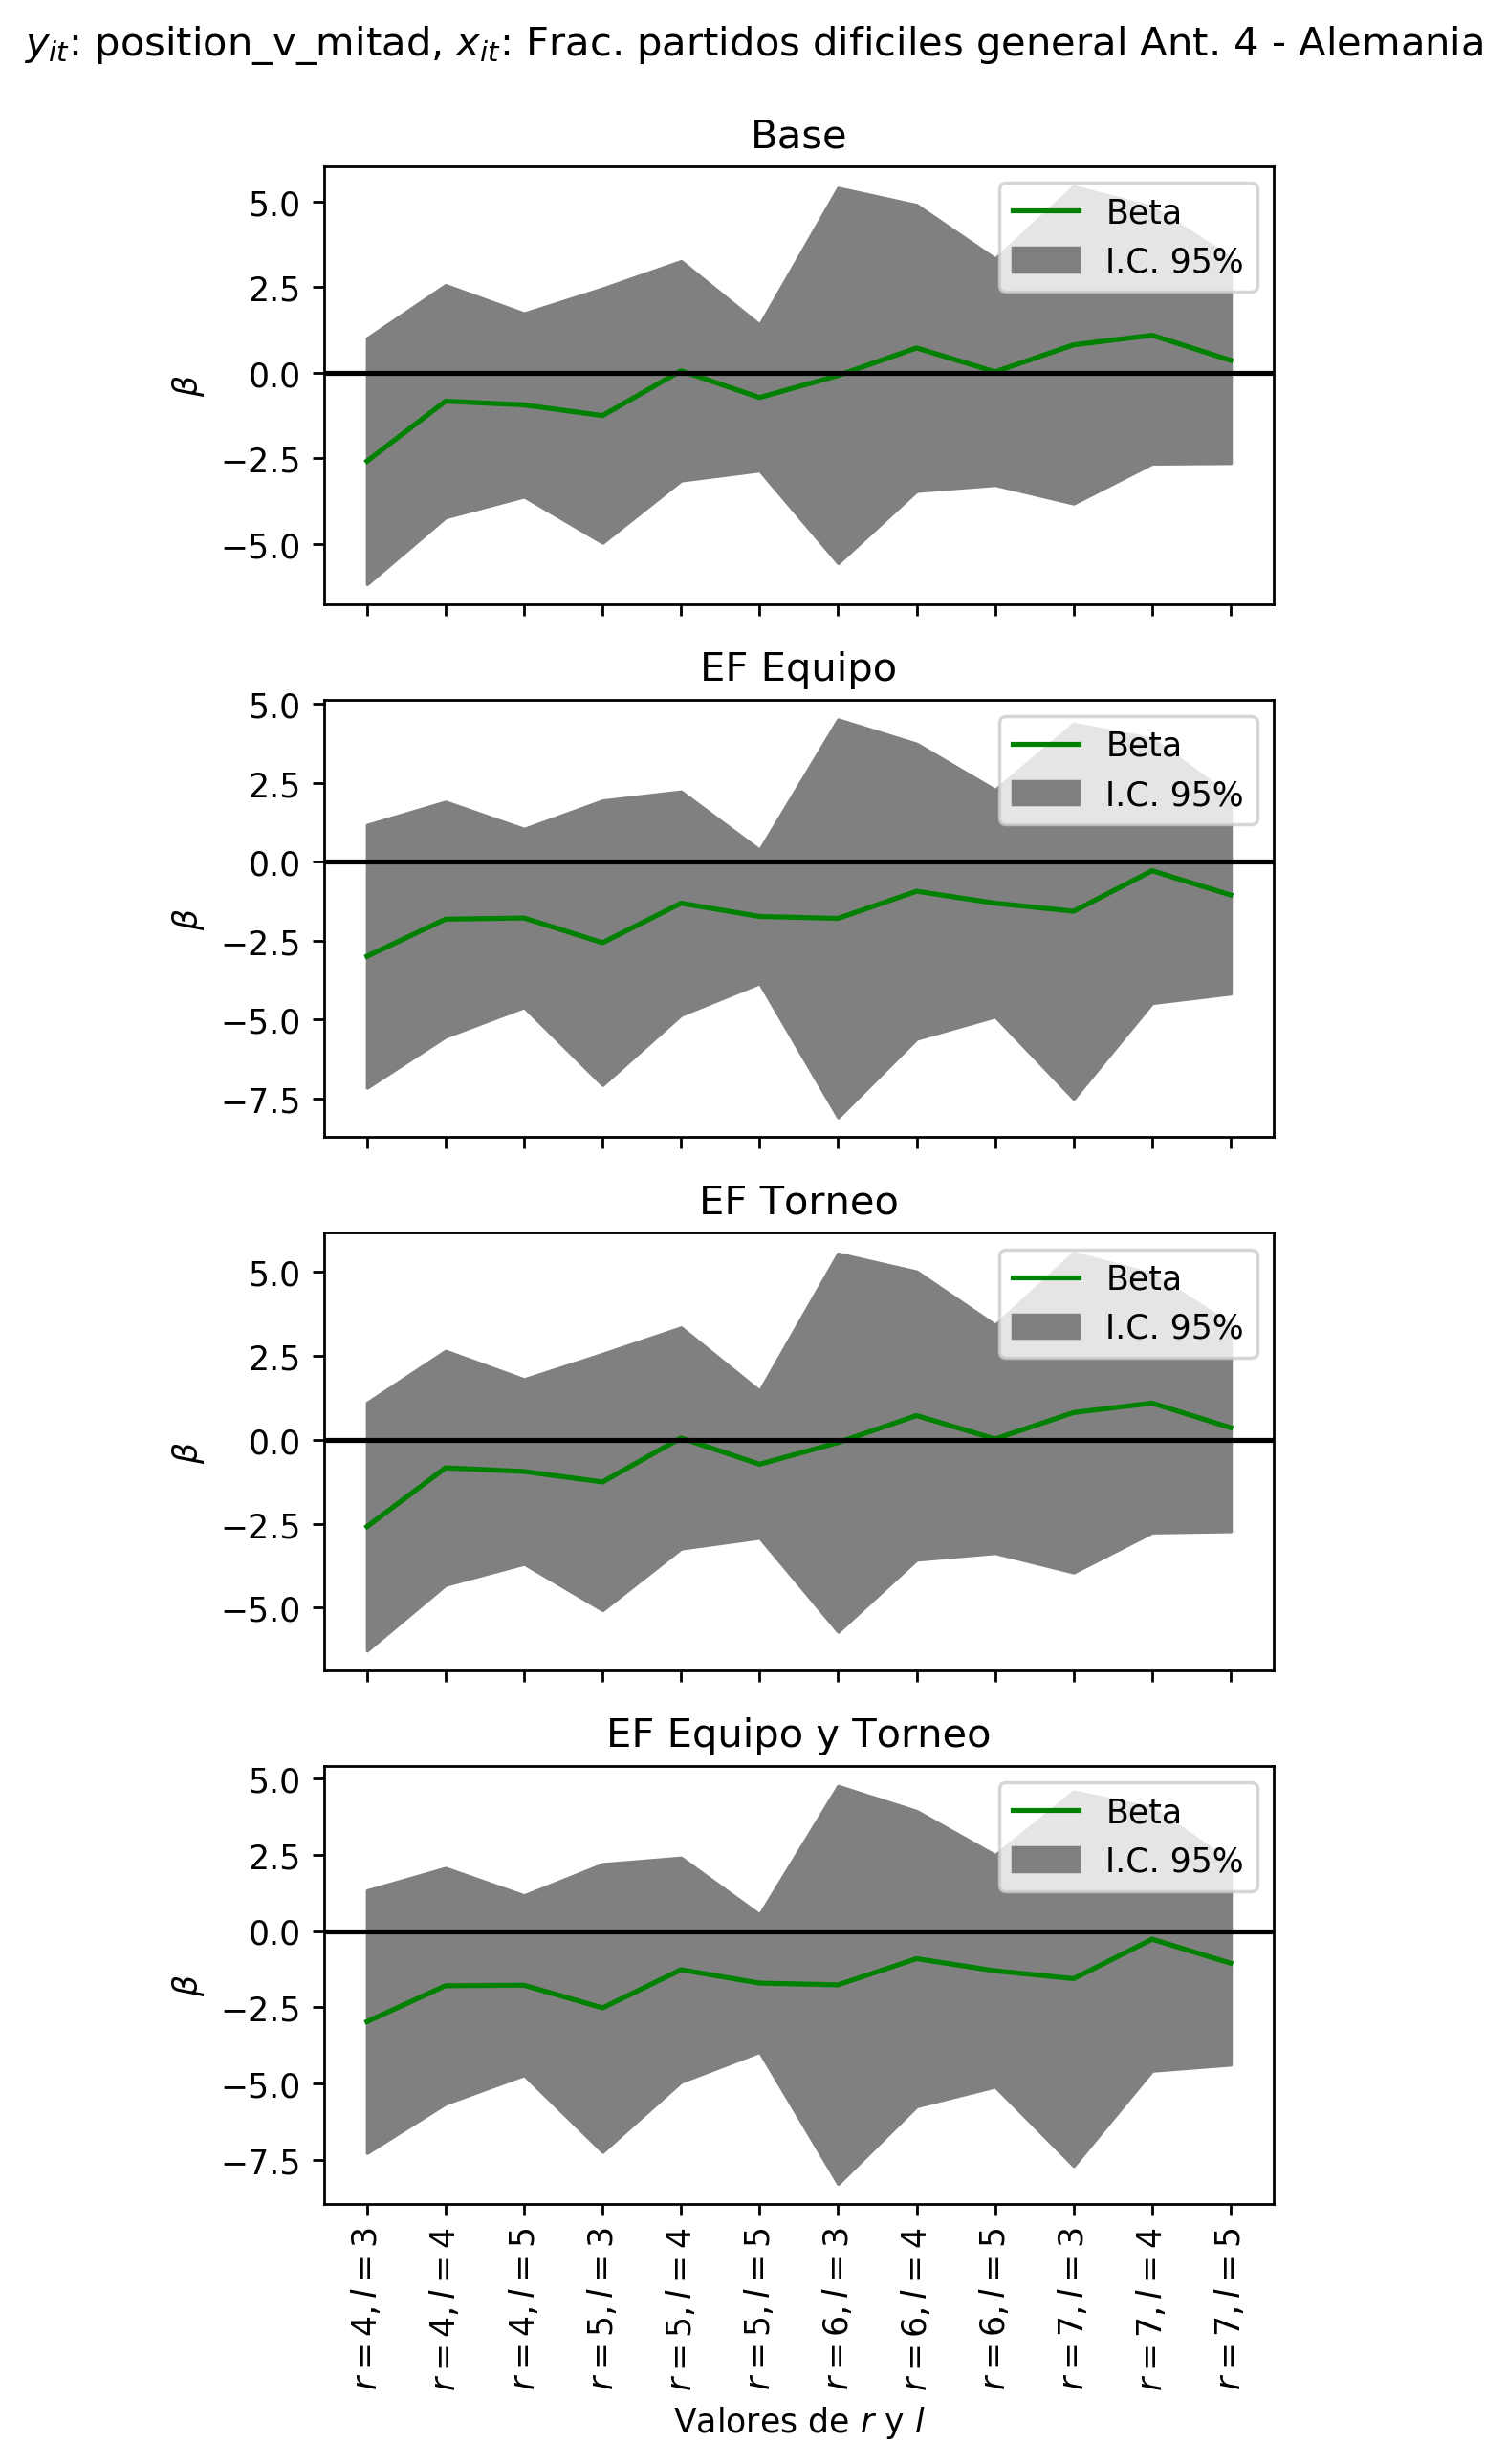 y_{it}: position_v_mitad, x_{it}: Frac. partidos dificiles general Ant. 4 - Alemania
Base
5.0
2.5
0.0
−2.5
−5.0
β
Beta
I.C. 95%
EF Equipo
5.0
2.5
0.0
−2.5
−5.0
−7.5
β
Beta
I.C. 95%
EF Torneo
5.0
2.5
0.0
−2.5
−5.0
β
Beta
I.C. 95%
EF Equipo y Torneo
5.0
2.5
0.0
−2.5
−5.0
−7.5
β
Beta
I.C. 95%
r = 4, l = 3
r = 4, l = 4
r = 4, l = 5
r = 5, l = 3
r = 5, l = 4
r = 5, l = 5
r = 6, l = 3
r = 6, l = 4
r = 6, l = 5
r = 7, l = 3
r = 7, l = 4
r = 7, l = 5
Valores de r y l